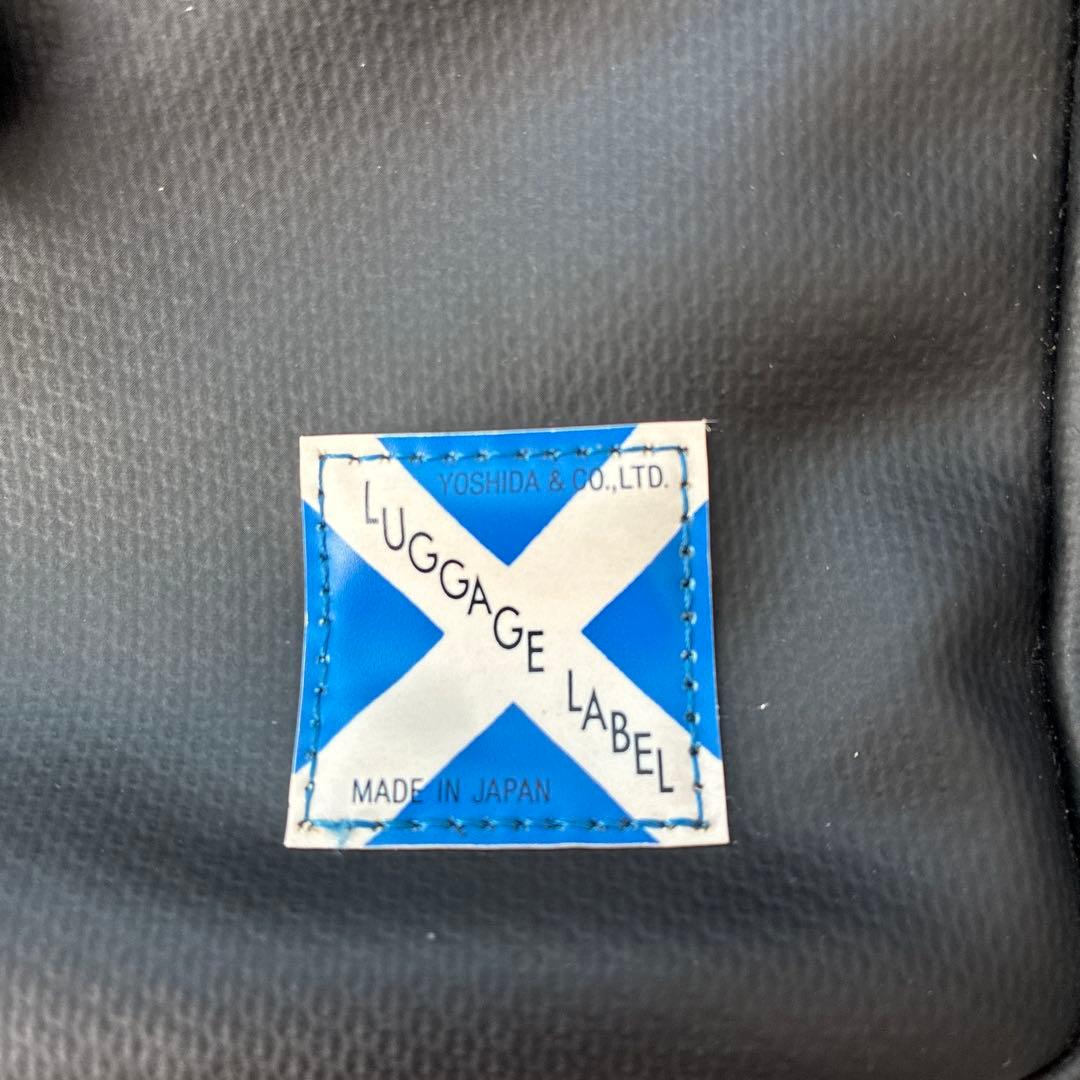 YOSHIDA & CO.,LTD.
LUGGAGE LABEL
MADE IN JAPAN